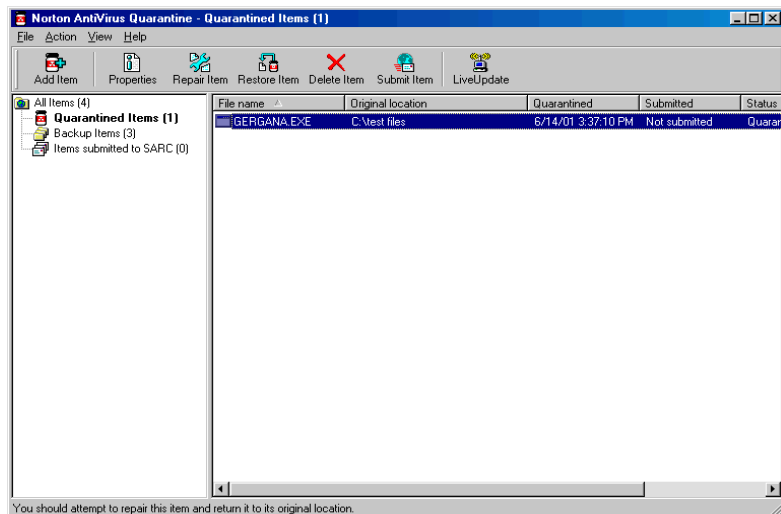 Norton AntiVirus Quarantine - Quarantined Items (1)
File Action View Help
Add Item Properties Repair Item Restore Item Delete Item Submit Item LiveUpdate
All Items (4)
Quarantined Items (1)
Backup Items (3)
Items submitted to SARC (0)
File name Original location Quarantined Submitted Status
GERGANA.EXE C:\test files 6/14/01 3:37:10 PM Not submitted Quaran
You should attempt to repair this item and return it to its original location.